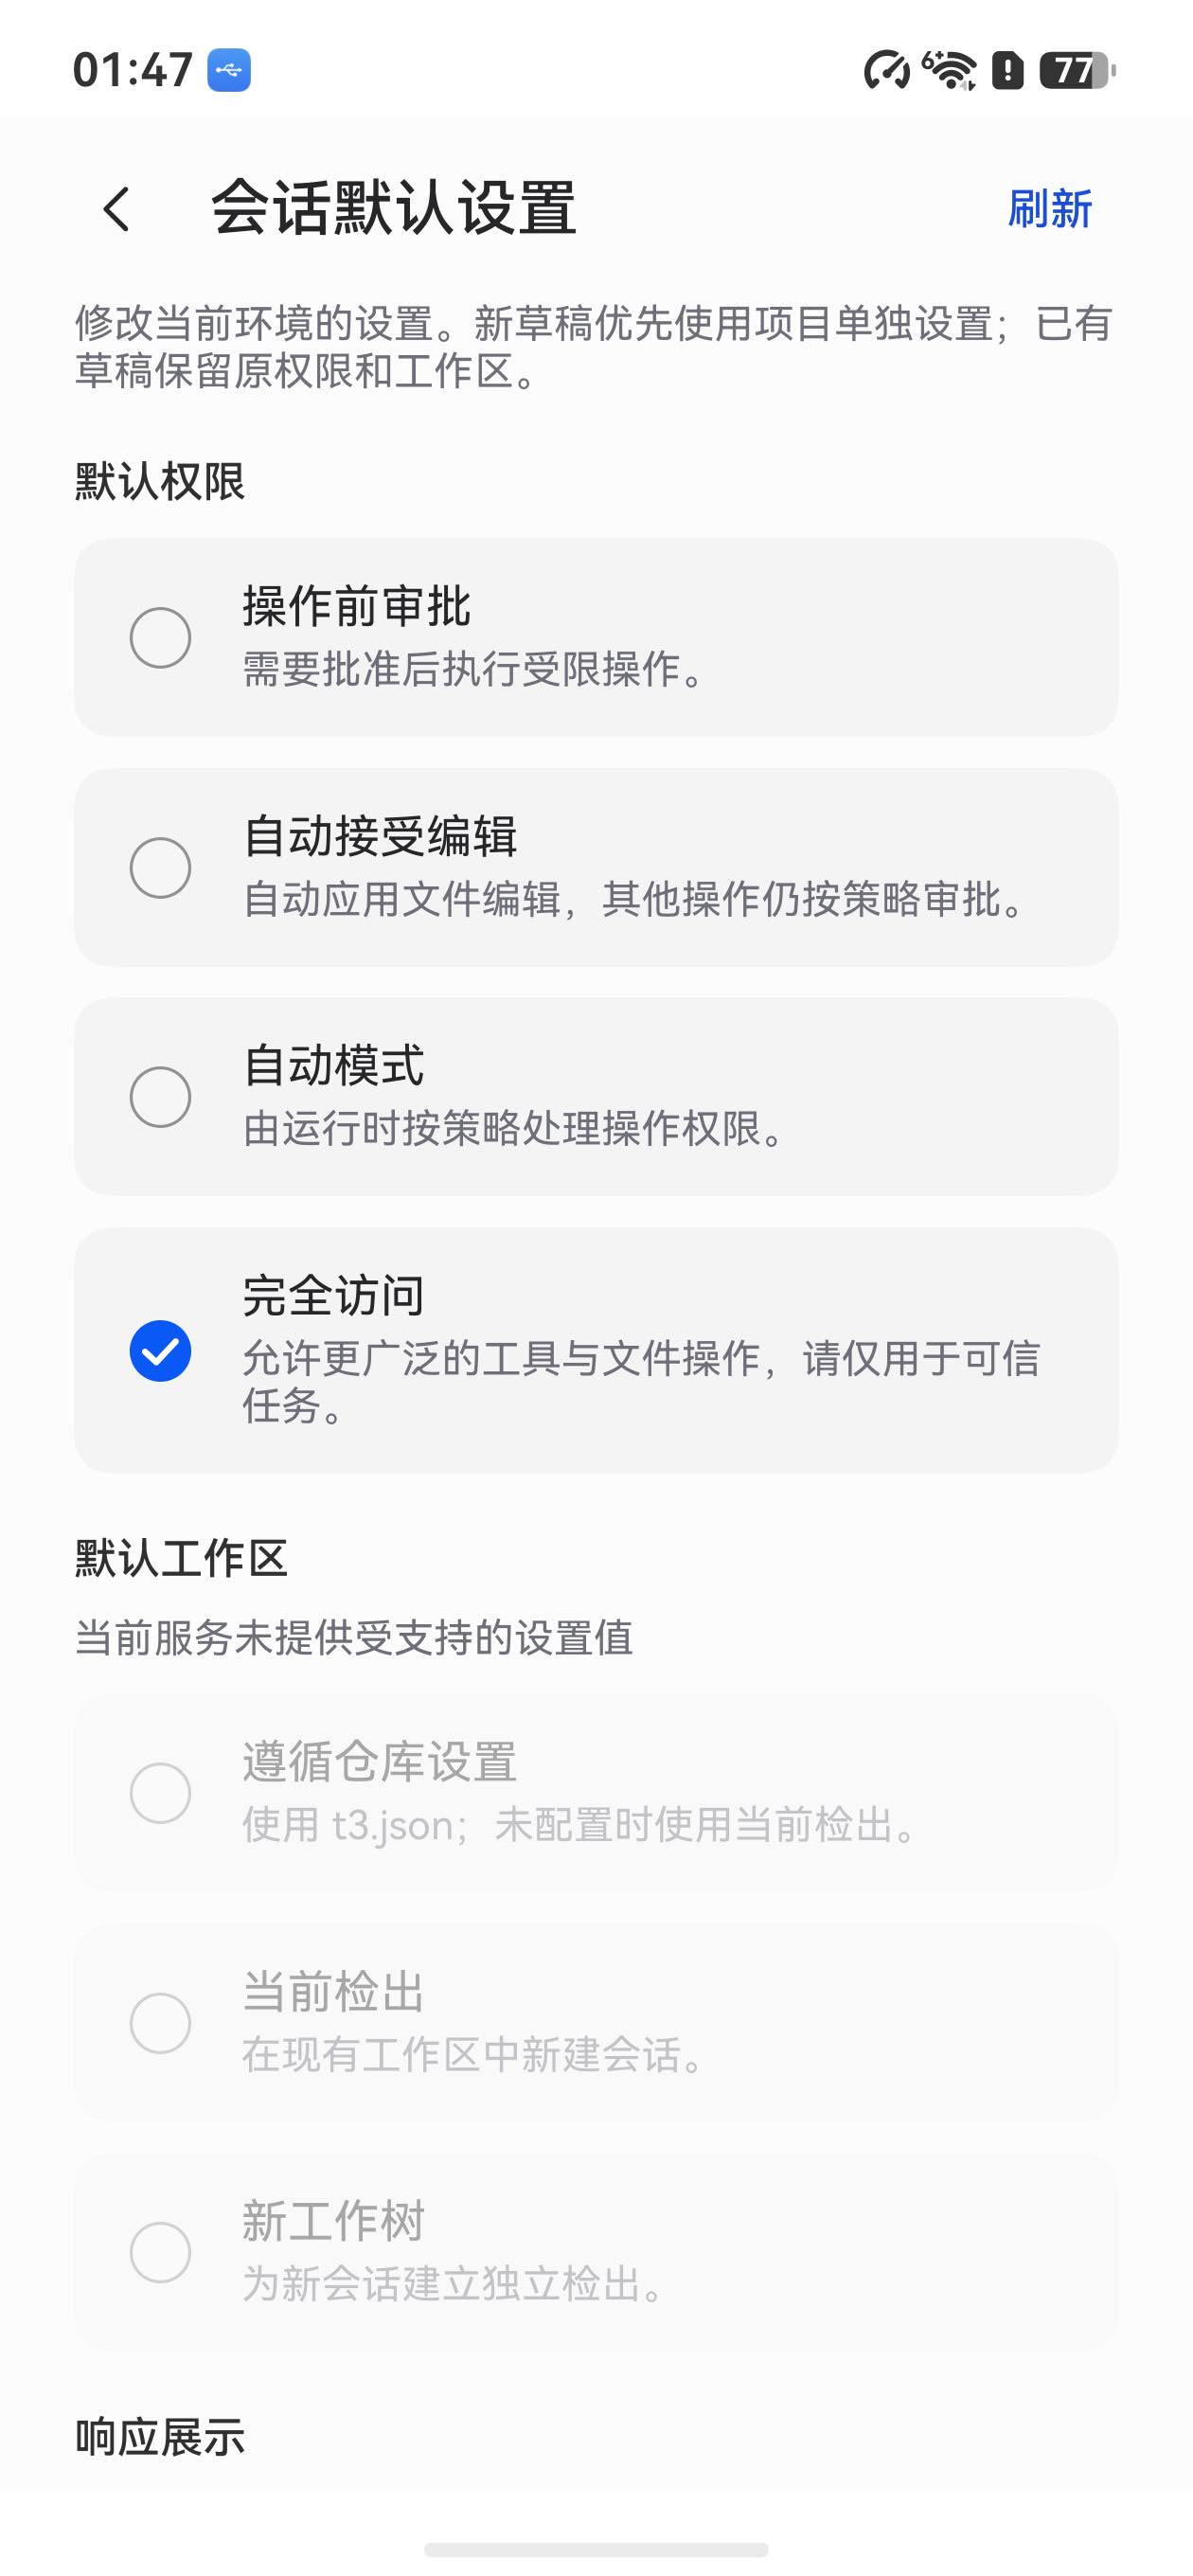 01:47
6+
77
会话默认设置
刷新
修改当前环境的设置。新草稿优先使用项目单独设置；已有
草稿保留原权限和工作区。
默认权限
操作前审批
需要批准后执行受限操作。
自动接受编辑
自动应用文件编辑，其他操作仍按策略审批。
自动模式
由运行时按策略处理操作权限。
完全访问
允许更广泛的工具与文件操作，请仅用于可信
任务。
默认工作区
当前服务未提供受支持的设置值
遵循仓库设置
使用 t3.json；未配置时使用当前检出。
当前检出
在现有工作区中新建会话。
新工作树
为新会话建立独立检出。
响应展示